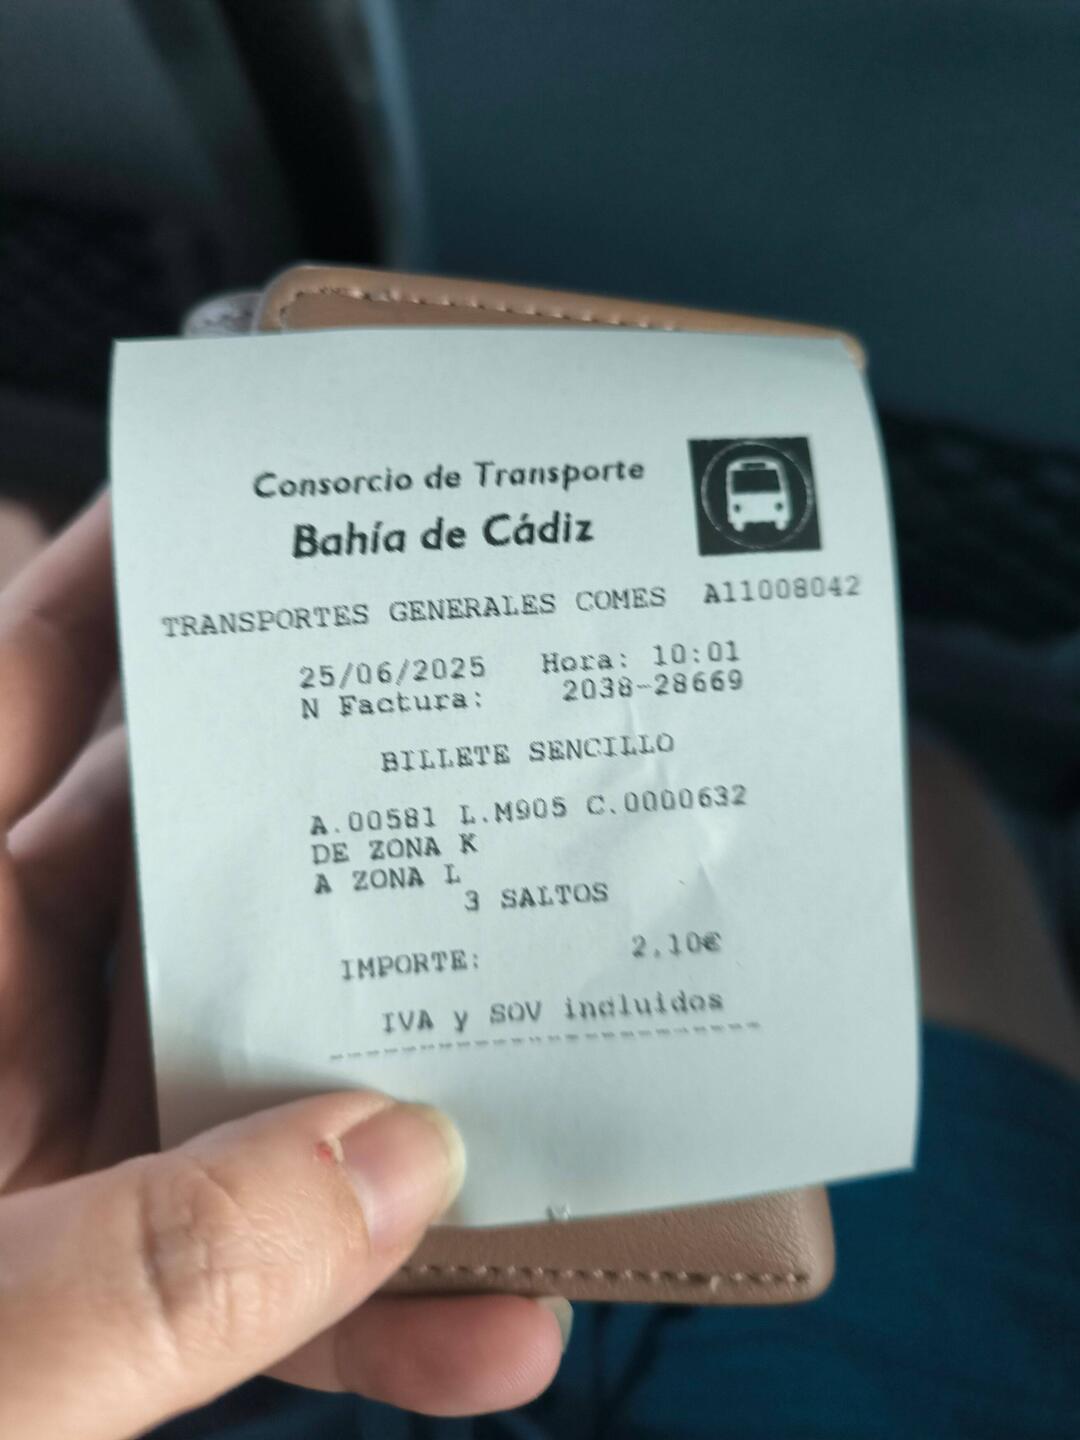 Consorcio de Transporte
Bahía de Cádiz
TRANSPORTES GENERALES COMES A11008042
25/06/2025 Hora: 10:01
N Factura: 2038-28669
BILLETE SENCILLO
A.00581 L.M905 C.0000632
DE ZONA K
A ZONA L
3 SALTOS
IMPORTE: 2,10€
IVA y SOV incluidos